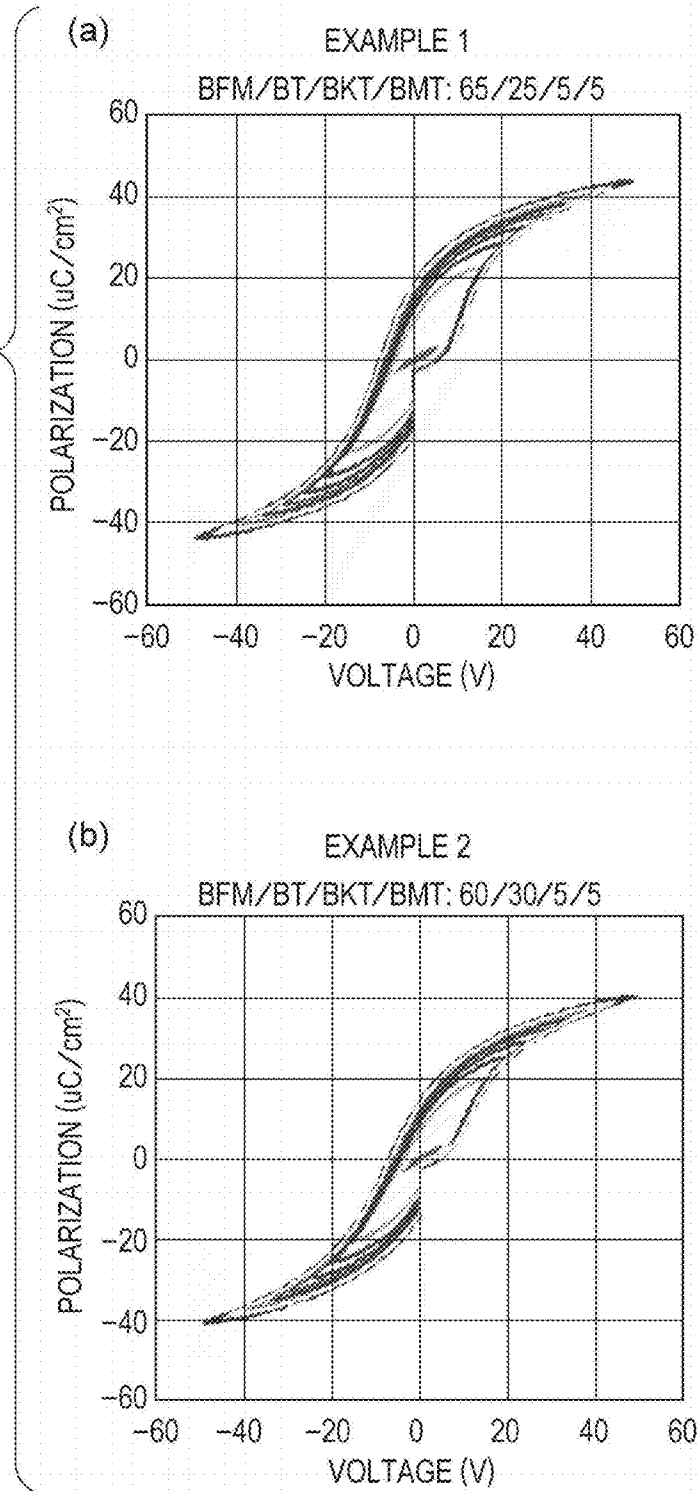 (a)
EXAMPLE 1
BFM/BT/BKT/BMT: 65/25/5/5
POLARIZATION (uC/cm²)
60
40
20
0
−20
−40
−60
−60 −40 −20 0 20 40 60
VOLTAGE (V)
(b)
EXAMPLE 2
BFM/BT/BKT/BMT: 60/30/5/5
POLARIZATION (uC/cm²)
60
40
20
0
−20
−40
−60
−60 −40 −20 0 20 40 60
VOLTAGE (V)